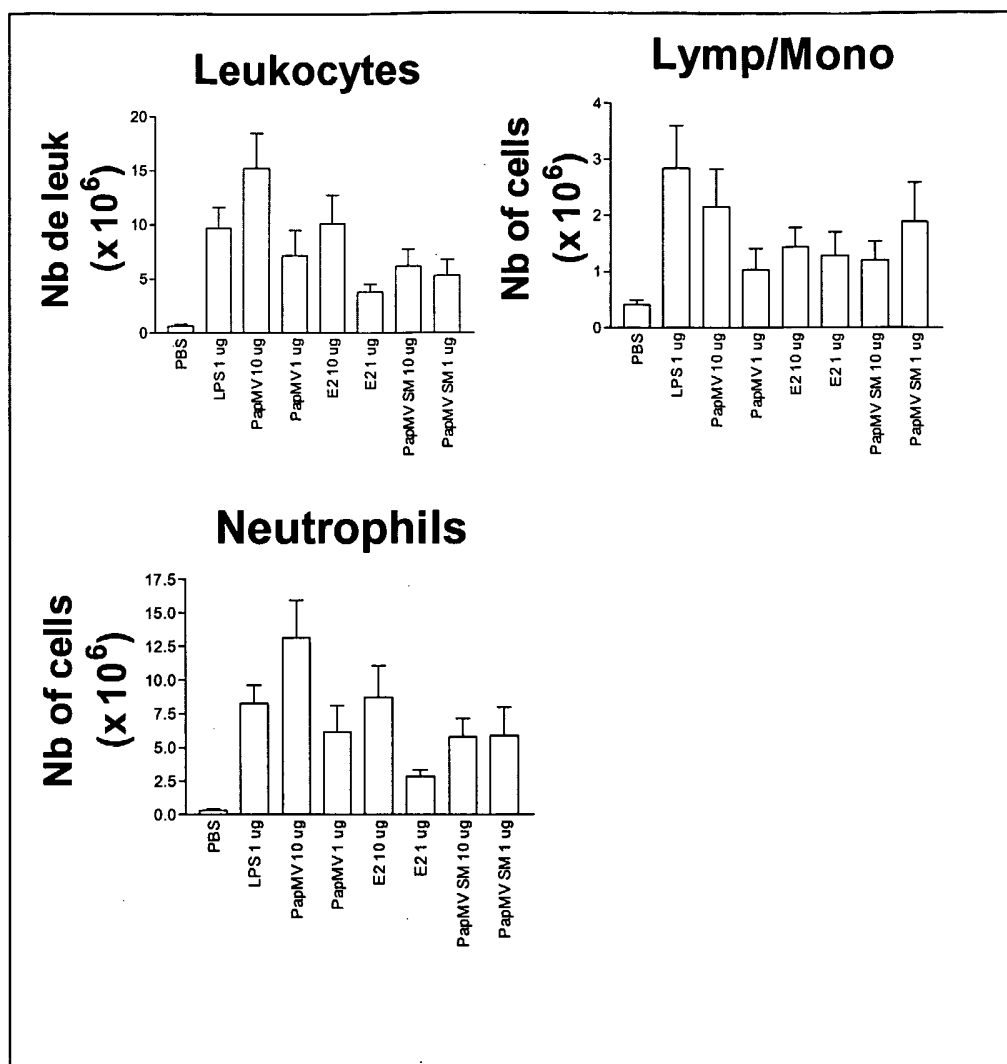 Leukocytes
Nb de leuk
(x 10⁶)
20
15
10
5
0
PBS
LPS 1 ug
PapMV 10 ug
PapMV 1 ug
E2 10 ug
E2 1 ug
PapMV SM 10 ug
PapMV SM 1 ug
Lymp/Mono
Nb of cells
(x 10⁶)
4
3
2
1
0
PBS
LPS 1 ug
PapMV 10 ug
PapMV 1 ug
E2 10 ug
E2 1 ug
PapMV SM 10 ug
PapMV SM 1 ug
Neutrophils
Nb of cells
(x 10⁶)
17.5
15.0
12.5
10.0
7.5
5.0
2.5
0.0
PBS
LPS 1 ug
PapMV 10 ug
PapMV 1 ug
E2 10 ug
E2 1 ug
PapMV SM 10 ug
PapMV SM 1 ug